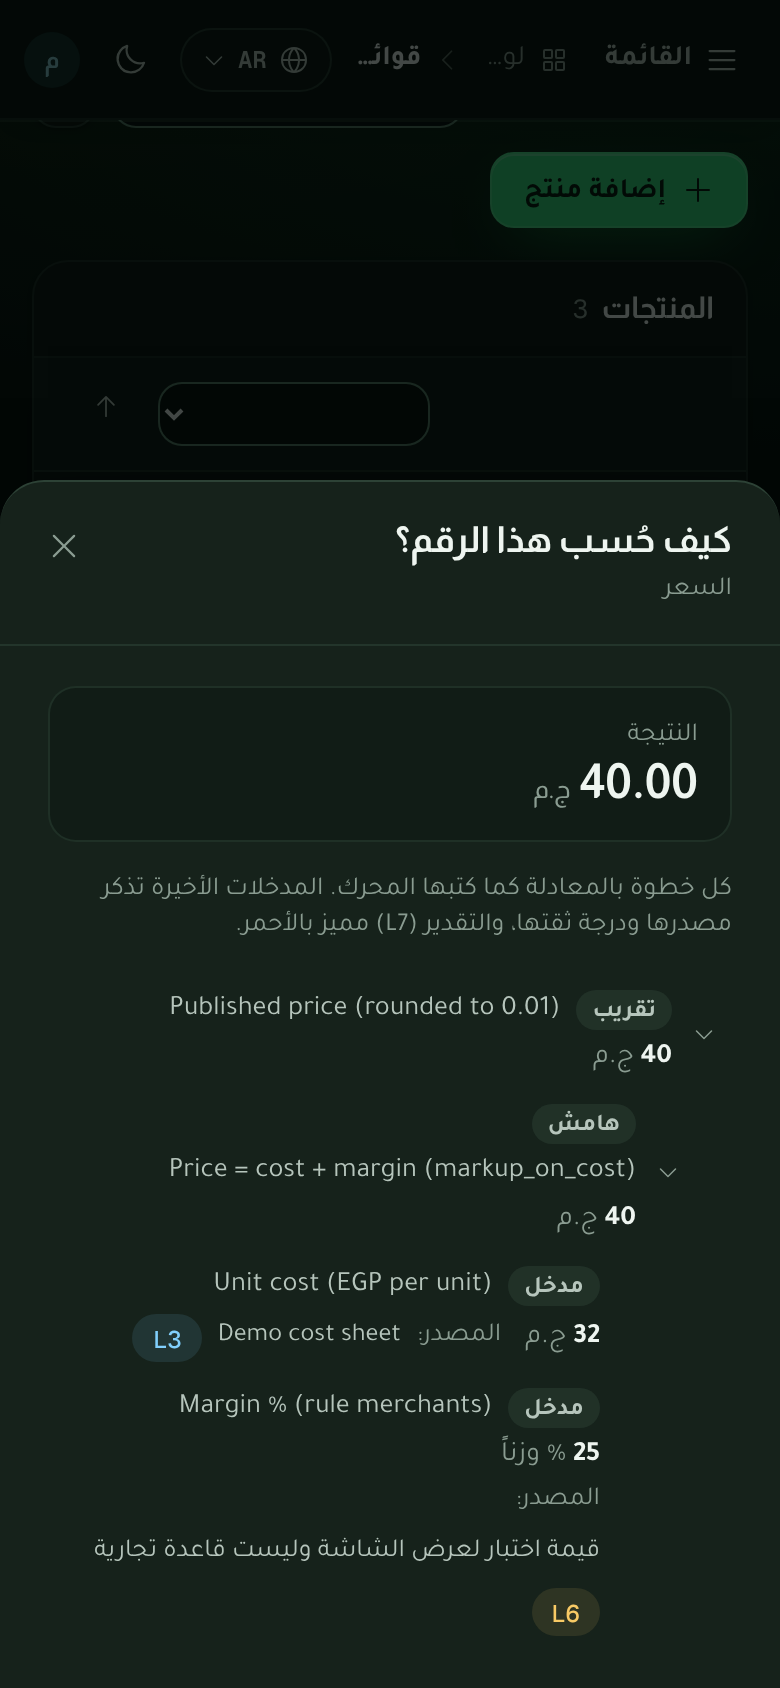 القائمة
لو...
قوائـ...
AR
م
إضافة منتج
المنتجات 3
كيف حُسب هذا الرقم؟
السعر
النتيجة
40.00 ج.م
كل خطوة بالمعادلة كما كتبها المحرك. المدخلات الأخيرة تذكر
مصدرها ودرجة ثقتها، والتقدير (L7) مميز بالأحمر.
تقريب Published price (rounded to 0.01)
40 ج.م
هامش
Price = cost + margin (markup_on_cost)
40 ج.م
مدخل Unit cost (EGP per unit)
32 ج.م المصدر: Demo cost sheet L3
مدخل Margin % (rule merchants)
25 % وزناً
المصدر:
قيمة اختبار لعرض الشاشة وليست قاعدة تجارية
L6